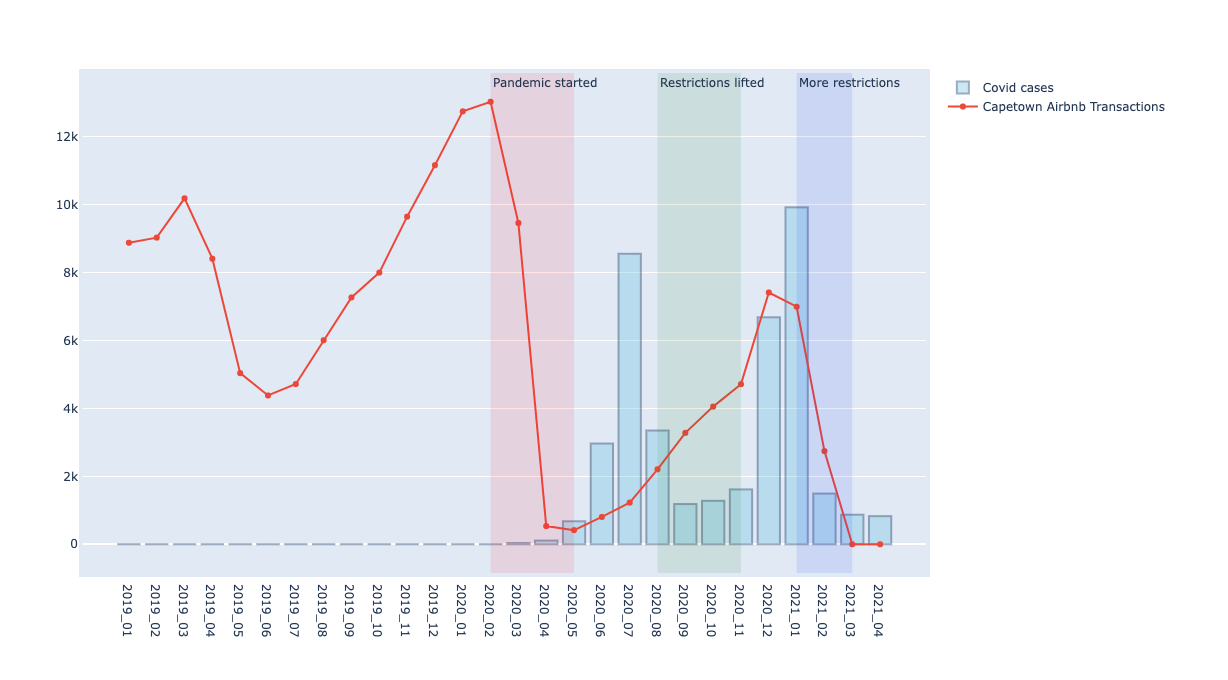 Pandemic started
Restrictions lifted
More restrictions
Covid cases
Capetown Airbnb Transactions
12k
10k
8k
6k
4k
2k
0
2019_01
2019_02
2019_03
2019_04
2019_05
2019_06
2019_07
2019_08
2019_09
2019_10
2019_11
2019_12
2020_01
2020_02
2020_03
2020_04
2020_05
2020_06
2020_07
2020_08
2020_09
2020_10
2020_11
2020_12
2021_01
2021_02
2021_03
2021_04